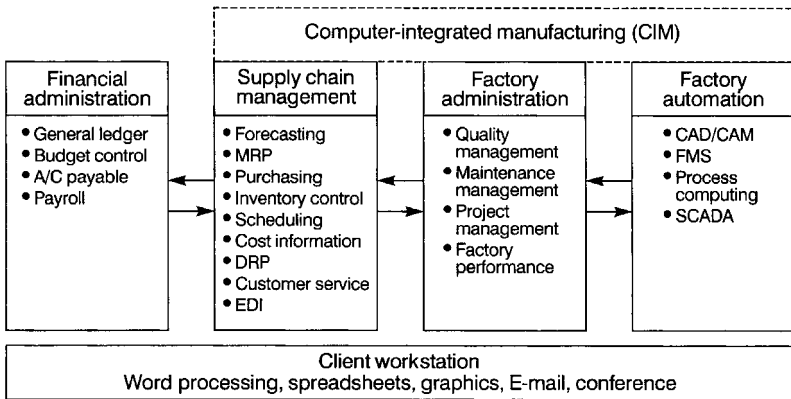 Computer-integrated manufacturing (CIM)
Financial
administration
• General ledger
• Budget control
• A/C payable
• Payroll
Supply chain
management
• Forecasting
• MRP
• Purchasing
• Inventory control
• Scheduling
• Cost information
• DRP
• Customer service
• EDI
Factory
administration
• Quality
management
• Maintenance
management
• Project
management
• Factory
performance
Factory
automation
• CAD/CAM
• FMS
• Process
computing
• SCADA
Client workstation
Word processing, spreadsheets, graphics, E-mail, conference